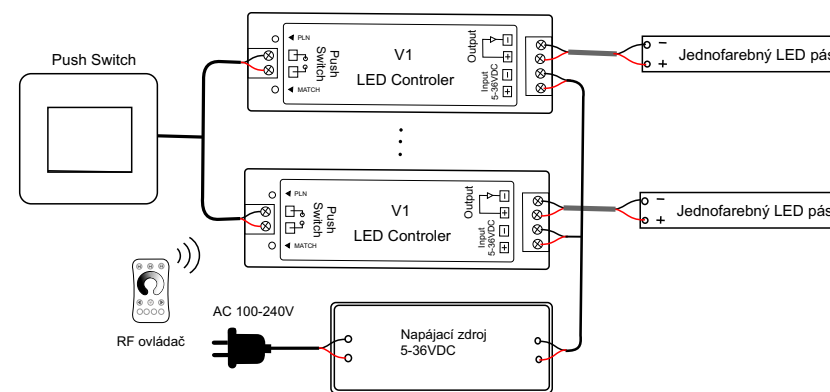 Push Switch
PLN
Push
Switch
MATCH
V1
LED Controler
Output
Input
5-36VDC
Jednofarebný LED pás
PLN
Push
Switch
MATCH
V1
LED Controler
Output
Input
5-36VDC
Jednofarebný LED pás
RF ovládač
AC 100-240V
Napájací zdroj
5-36VDC